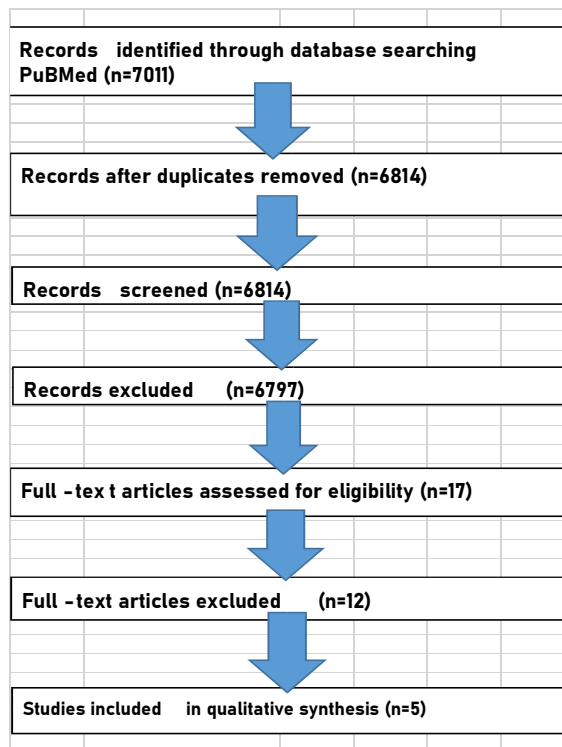 Records identified through database searching
PuBMed (n=7011)
Records after duplicates removed (n=6814)
Records screened (n=6814)
Records excluded (n=6797)
Full -tex t articles assessed for eligibility (n=17)
Full -text articles excluded (n=12)
Studies included in qualitative synthesis (n=5)